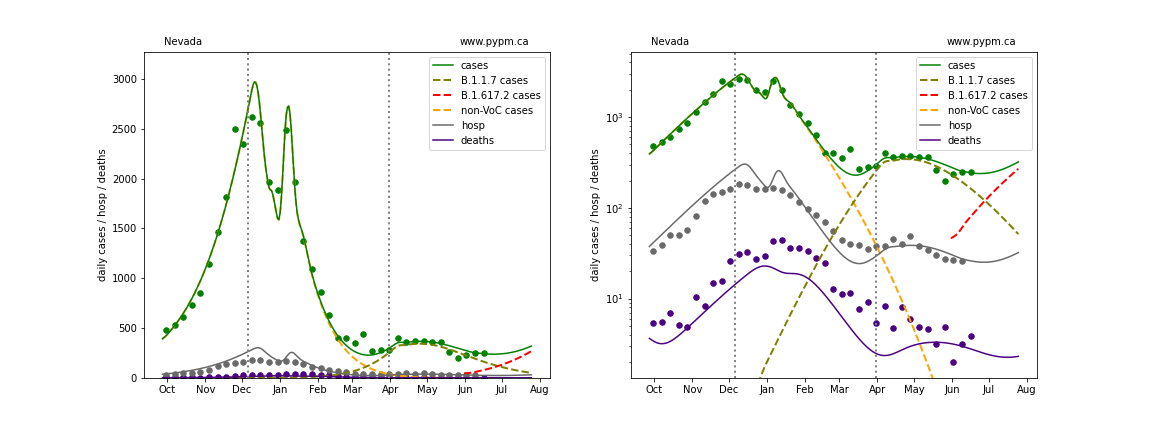 Nevada
www.pypm.ca
cases
B.1.1.7 cases
B.1.617.2 cases
non-VoC cases
hosp
deaths
daily cases / hosp / deaths
3000
2500
2000
1500
1000
500
0
Oct Nov Dec Jan Feb Mar Apr May Jun Jul Aug
Nevada
www.pypm.ca
cases
B.1.1.7 cases
B.1.617.2 cases
non-VoC cases
hosp
deaths
daily cases / hosp / deaths
10³
10²
10¹
Oct Nov Dec Jan Feb Mar Apr May Jun Jul Aug